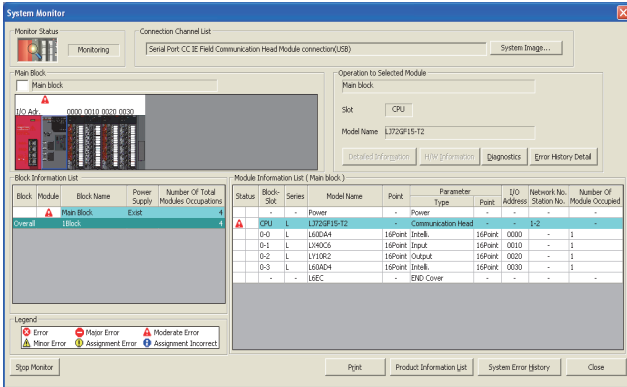 System Monitor
Monitor Status
Monitoring
Connection Channel List
Serial Port CC IE Field Communication Head Module connection(USB)
System Image...
Main Block
Main block
I/O Adr.
0000 0010 0020 0030
Operation to Selected Module
Main block
Slot
CPU
Model Name
LJ72GF15-T2
Detailed Information
H/W Information
Diagnostics
Error History Detail
Block Information List
Block Module Block Name Power Supply Number Of Total Modules Occupations
Main Block Exist 4
Overall 1Block 4
Module Information List ( Main block )
Status Block-Slot Series Model Name Point Parameter Type Point I/O Address Network No. Station No. Number Of Module Occupied
- - Power - Power - - - -
CPU L LJ72GF15-T2 - Communication Head - - 1-2 -
0-0 L L60DA4 16Point Intelli. 16Point 0000 - 1
0-1 L LX40C6 16Point Input 16Point 0010 - 1
0-2 L LY10R2 16Point Output 16Point 0020 - 1
0-3 L L60AD4 16Point Intelli. 16Point 0030 - 1
- - L6EC - END Cover - - - -
Legend
Error Major Error Moderate Error
Minor Error Assignment Error Assignment Incorrect
Stop Monitor
Print
Product Information List
System Error History
Close